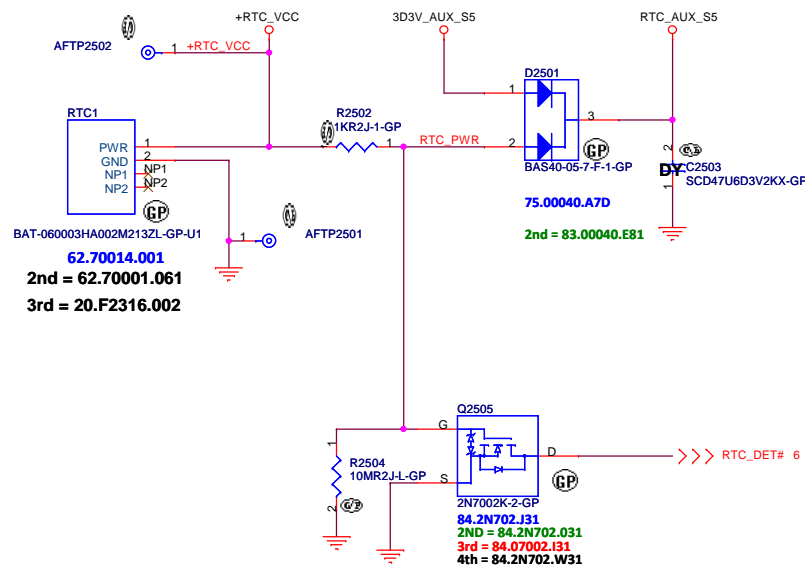 +RTC_VCC
3D3V_AUX_S5
RTC_AUX_S5
AFTP2502
1
+RTC_VCC
D2501
RTC1
R2502
1KR2J-1-GP
RTC_PWR
1
2
3
PWR
GND
NP1
NP2
1
2
NP1
NP2
2
1
GP
BAS40-05-7-F-1-GP
2
DY
C2503
SCD47U6D3V2KX-GP
1
GP
75.00040.A7D
2nd = 83.00040.E81
BAT-060003HA002M213ZL-GP-U1
1
AFTP2501
62.70014.001
2nd = 62.70001.061
3rd = 20.F2316.002
Q2505
G
D
S
RTC_DET# 6
1
R2504
10MR2J-L-GP
2
GP
2N7002K-2-GP
84.2N702.J31
2ND = 84.2N702.031
3rd = 84.07002.I31
4th = 84.2N702.W31